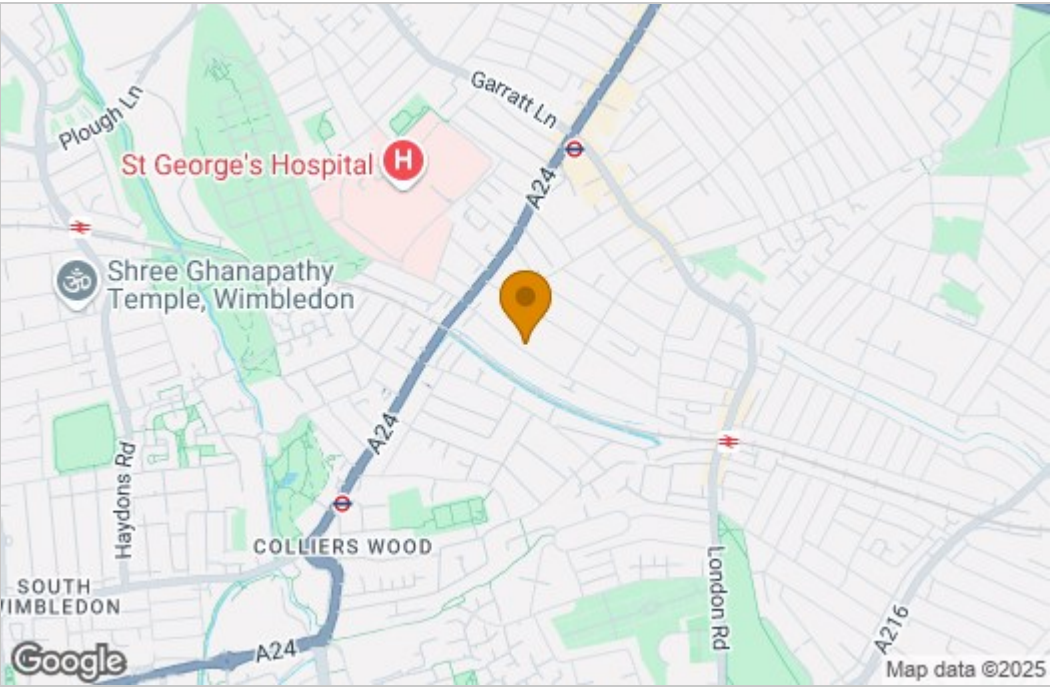 Garratt Ln
Plough Ln
St George's Hospital
H
A24
Shree Ghanapathy
Temple, Wimbledon
A24
Haydons Rd
COLLIERS WOOD
SOUTH
WIMBLEDON
London Rd
A216
A24
Google
Map data ©2025